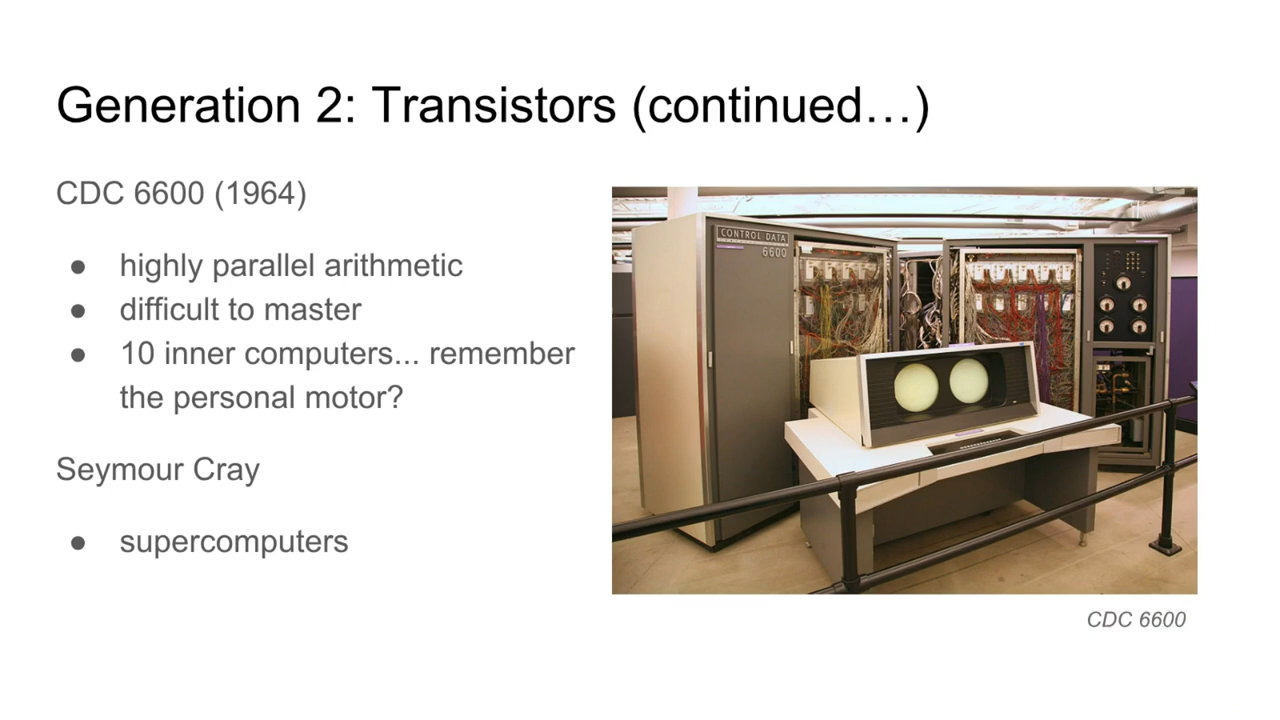 Generation 2: Transistors (continued…)
CDC 6600 (1964)
● highly parallel arithmetic
● difficult to master
● 10 inner computers... remember
the personal motor?
Seymour Cray
● supercomputers
CONTROL DATA
6600
CDC 6600